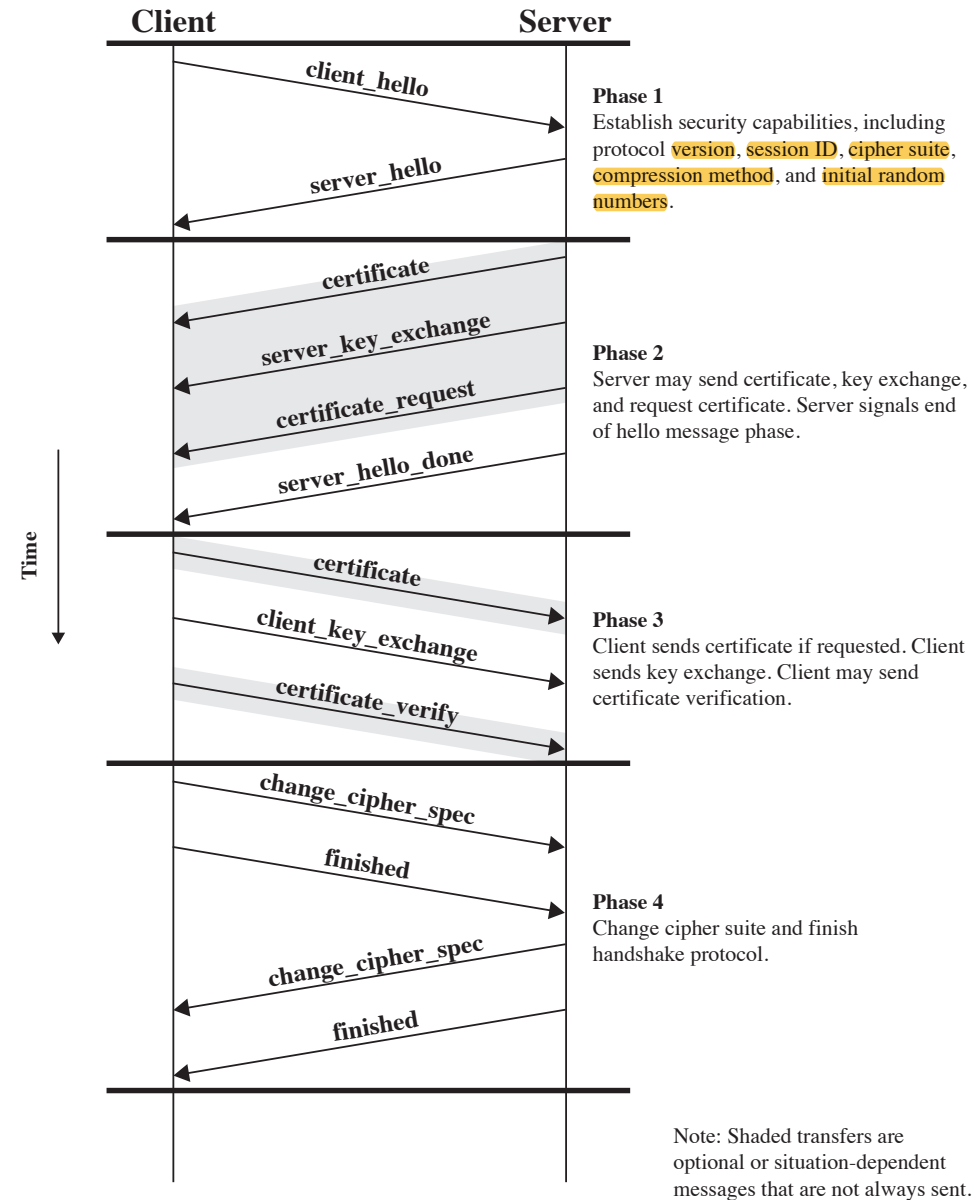 Client
Server
client_hello
server_hello
Phase 1
Establish security capabilities, including
protocol version, session ID, cipher suite,
compression method, and initial random
numbers.
certificate
server_key_exchange
certificate_request
server_hello_done
Phase 2
Server may send certificate, key exchange,
and request certificate. Server signals end
of hello message phase.
Time
certificate
client_key_exchange
certificate_verify
Phase 3
Client sends certificate if requested. Client
sends key exchange. Client may send
certificate verification.
change_cipher_spec
finished
change_cipher_spec
finished
Phase 4
Change cipher suite and finish
handshake protocol.
Note: Shaded transfers are
optional or situation-dependent
messages that are not always sent.